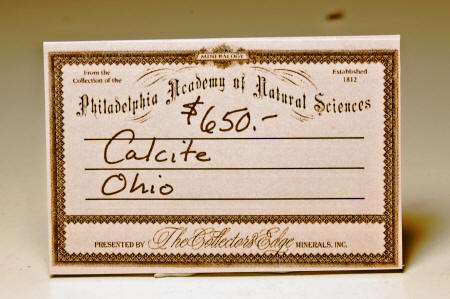 MINERALOGY
From the
Collection of the
Established
1812
Philadelphia Academy of Natural Sciences
$650.-
Calcite
Ohio
PRESENTED BY The Collector's Edge MINERALS, INC.